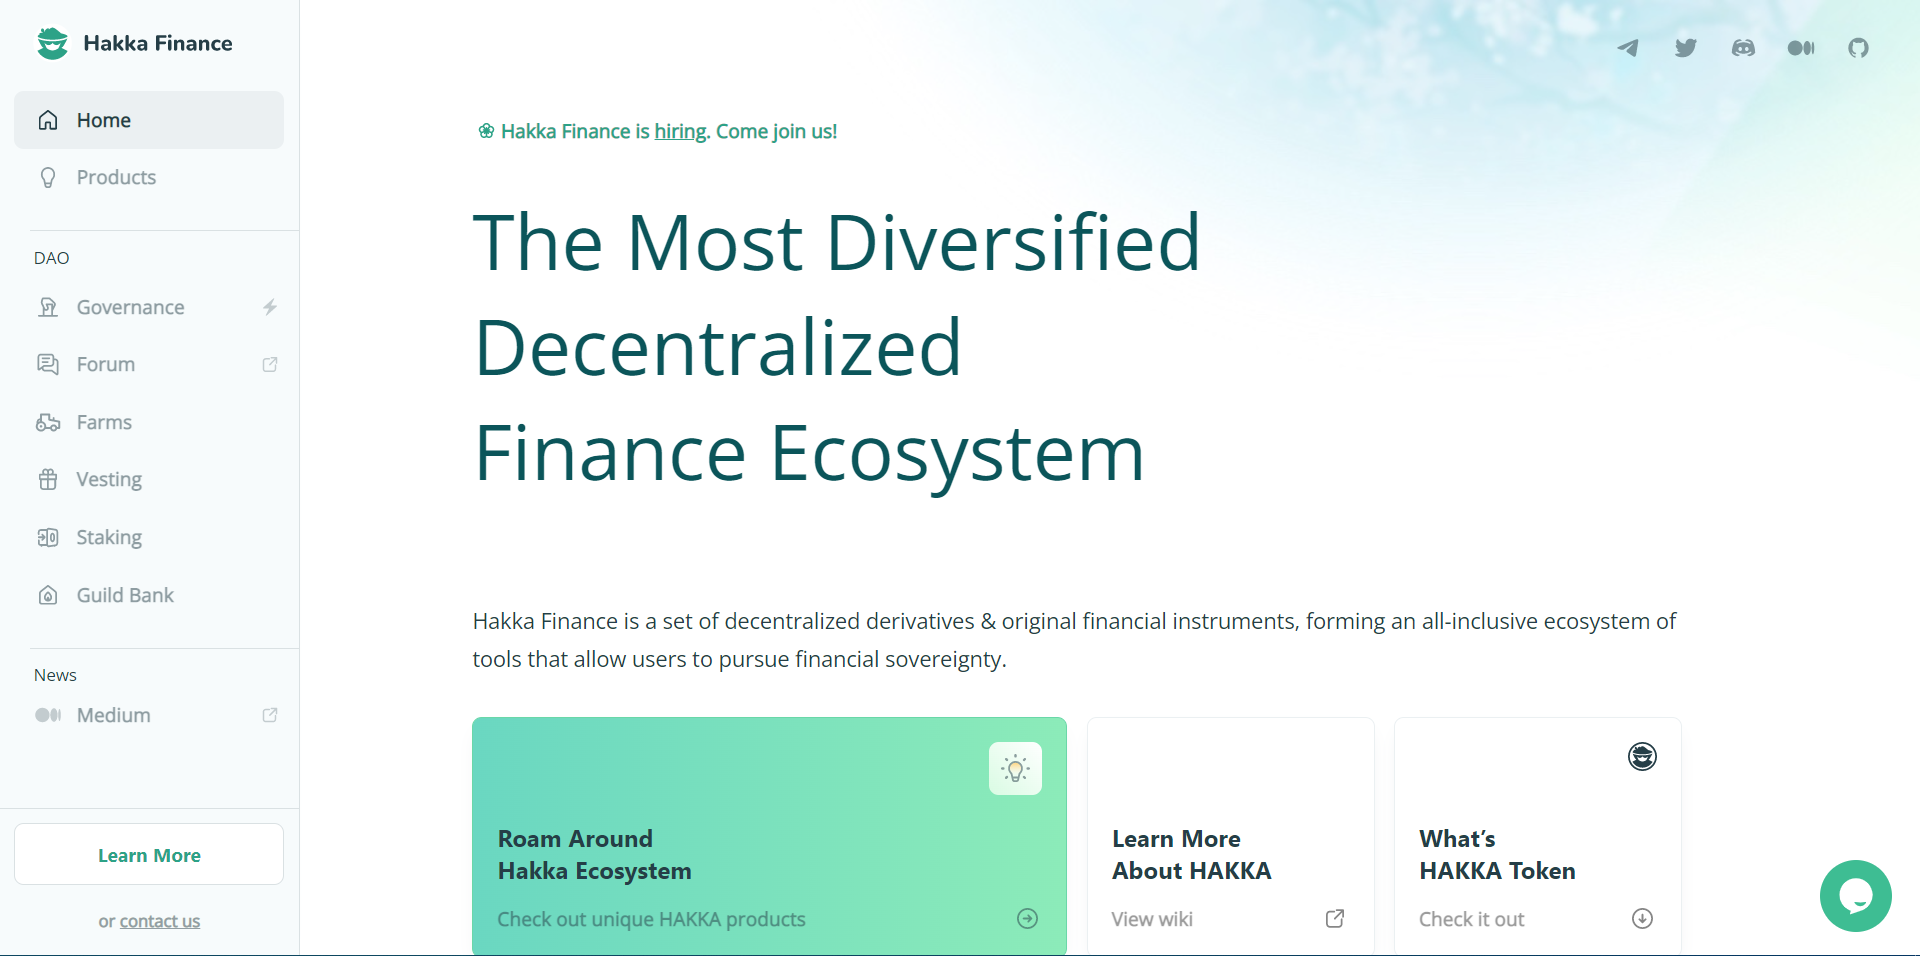 Hakka Finance
Home
Products
DAO
Governance
Forum
Farms
Vesting
Staking
Guild Bank
News
Medium
Learn More
or contact us
Hakka Finance is hiring. Come join us!
The Most Diversified
Decentralized
Finance Ecosystem
Hakka Finance is a set of decentralized derivatives & original financial instruments, forming an all-inclusive ecosystem of
tools that allow users to pursue financial sovereignty.
Roam Around
Hakka Ecosystem
Check out unique HAKKA products
Learn More
About HAKKA
View wiki
What’s
HAKKA Token
Check it out